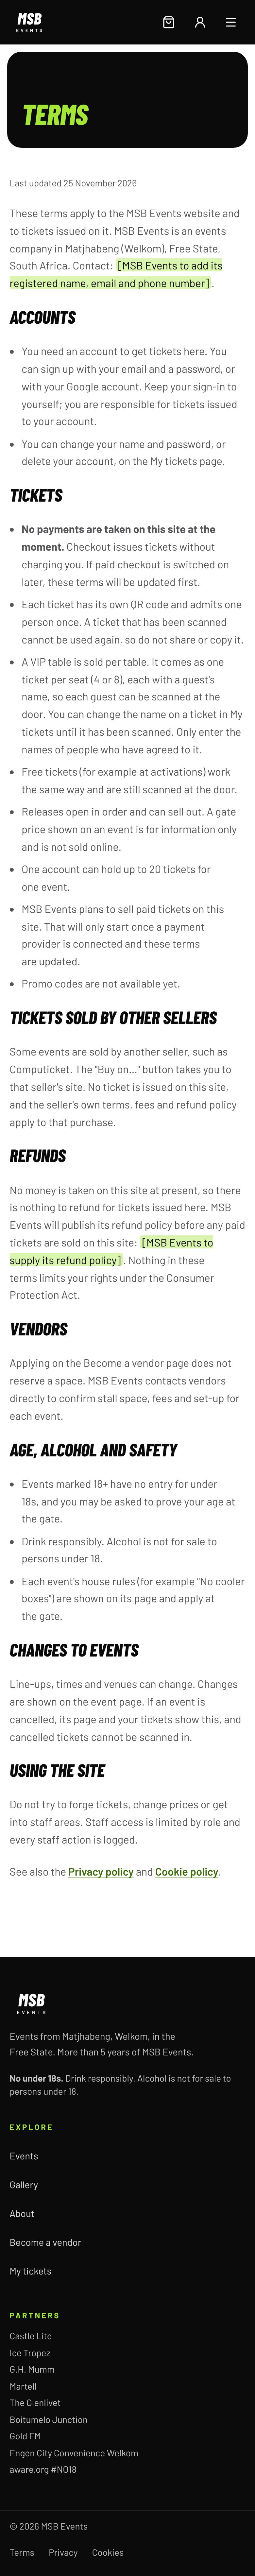 MSB
EVENTS
TERMS
Last updated 25 November 2026
These terms apply to the MSB Events website and
to tickets issued on it. MSB Events is an events
company in Matjhabeng (Welkom), Free State,
South Africa. Contact: [MSB Events to add its
registered name, email and phone number].
ACCOUNTS
• You need an account to get tickets here. You
can sign up with your email and a password, or
with your Google account. Keep your sign-in to
yourself; you are responsible for tickets issued
to your account.
• You can change your name and password, or
delete your account, on the My tickets page.
TICKETS
• No payments are taken on this site at the
moment. Checkout issues tickets without
charging you. If paid checkout is switched on
later, these terms will be updated first.
• Each ticket has its own QR code and admits one
person once. A ticket that has been scanned
cannot be used again, so do not share or copy it.
• A VIP table is sold per table. It comes as one
ticket per seat (4 or 8), each with a guest's
name, so each guest can be scanned at the
door. You can change the name on a ticket in My
tickets until it has been scanned. Only enter the
names of people who have agreed to it.
• Free tickets (for example at activations) work
the same way and are still scanned at the door.
• Releases open in order and can sell out. A gate
price shown on an event is for information only
and is not sold online.
• One account can hold up to 20 tickets for
one event.
• MSB Events plans to sell paid tickets on this
site. That will only start once a payment
provider is connected and these terms
are updated.
• Promo codes are not available yet.
TICKETS SOLD BY OTHER SELLERS
Some events are sold by another seller, such as
Computicket. The "Buy on..." button takes you to
that seller's site. No ticket is issued on this site,
and the seller's own terms, fees and refund policy
apply to that purchase.
REFUNDS
No money is taken on this site at present, so there
is nothing to refund for tickets issued here. MSB
Events will publish its refund policy before any paid
tickets are sold on this site: [MSB Events to
supply its refund policy]. Nothing in these
terms limits your rights under the Consumer
Protection Act.
VENDORS
Applying on the Become a vendor page does not
reserve a space. MSB Events contacts vendors
directly to confirm stall space, fees and set-up for
each event.
AGE, ALCOHOL AND SAFETY
• Events marked 18+ have no entry for under
18s, and you may be asked to prove your age at
the gate.
• Drink responsibly. Alcohol is not for sale to
persons under 18.
• Each event's house rules (for example "No cooler
boxes") are shown on its page and apply at
the gate.
CHANGES TO EVENTS
Line-ups, times and venues can change. Changes
are shown on the event page. If an event is
cancelled, its page and your tickets show this, and
cancelled tickets cannot be scanned in.
USING THE SITE
Do not try to forge tickets, change prices or get
into staff areas. Staff access is limited by role and
every staff action is logged.
See also the Privacy policy and Cookie policy.
MSB
EVENTS
Events from Matjhabeng, Welkom, in the
Free State. More than 5 years of MSB Events.
No under 18s. Drink responsibly. Alcohol is not for sale to
persons under 18.
EXPLORE
Events
Gallery
About
Become a vendor
My tickets
PARTNERS
Castle Lite
Ice Tropez
G.H. Mumm
Martell
The Glenlivet
Boitumelo Junction
Gold FM
Engen City Convenience Welkom
aware.org #NO18
© 2026 MSB Events
Terms Privacy Cookies